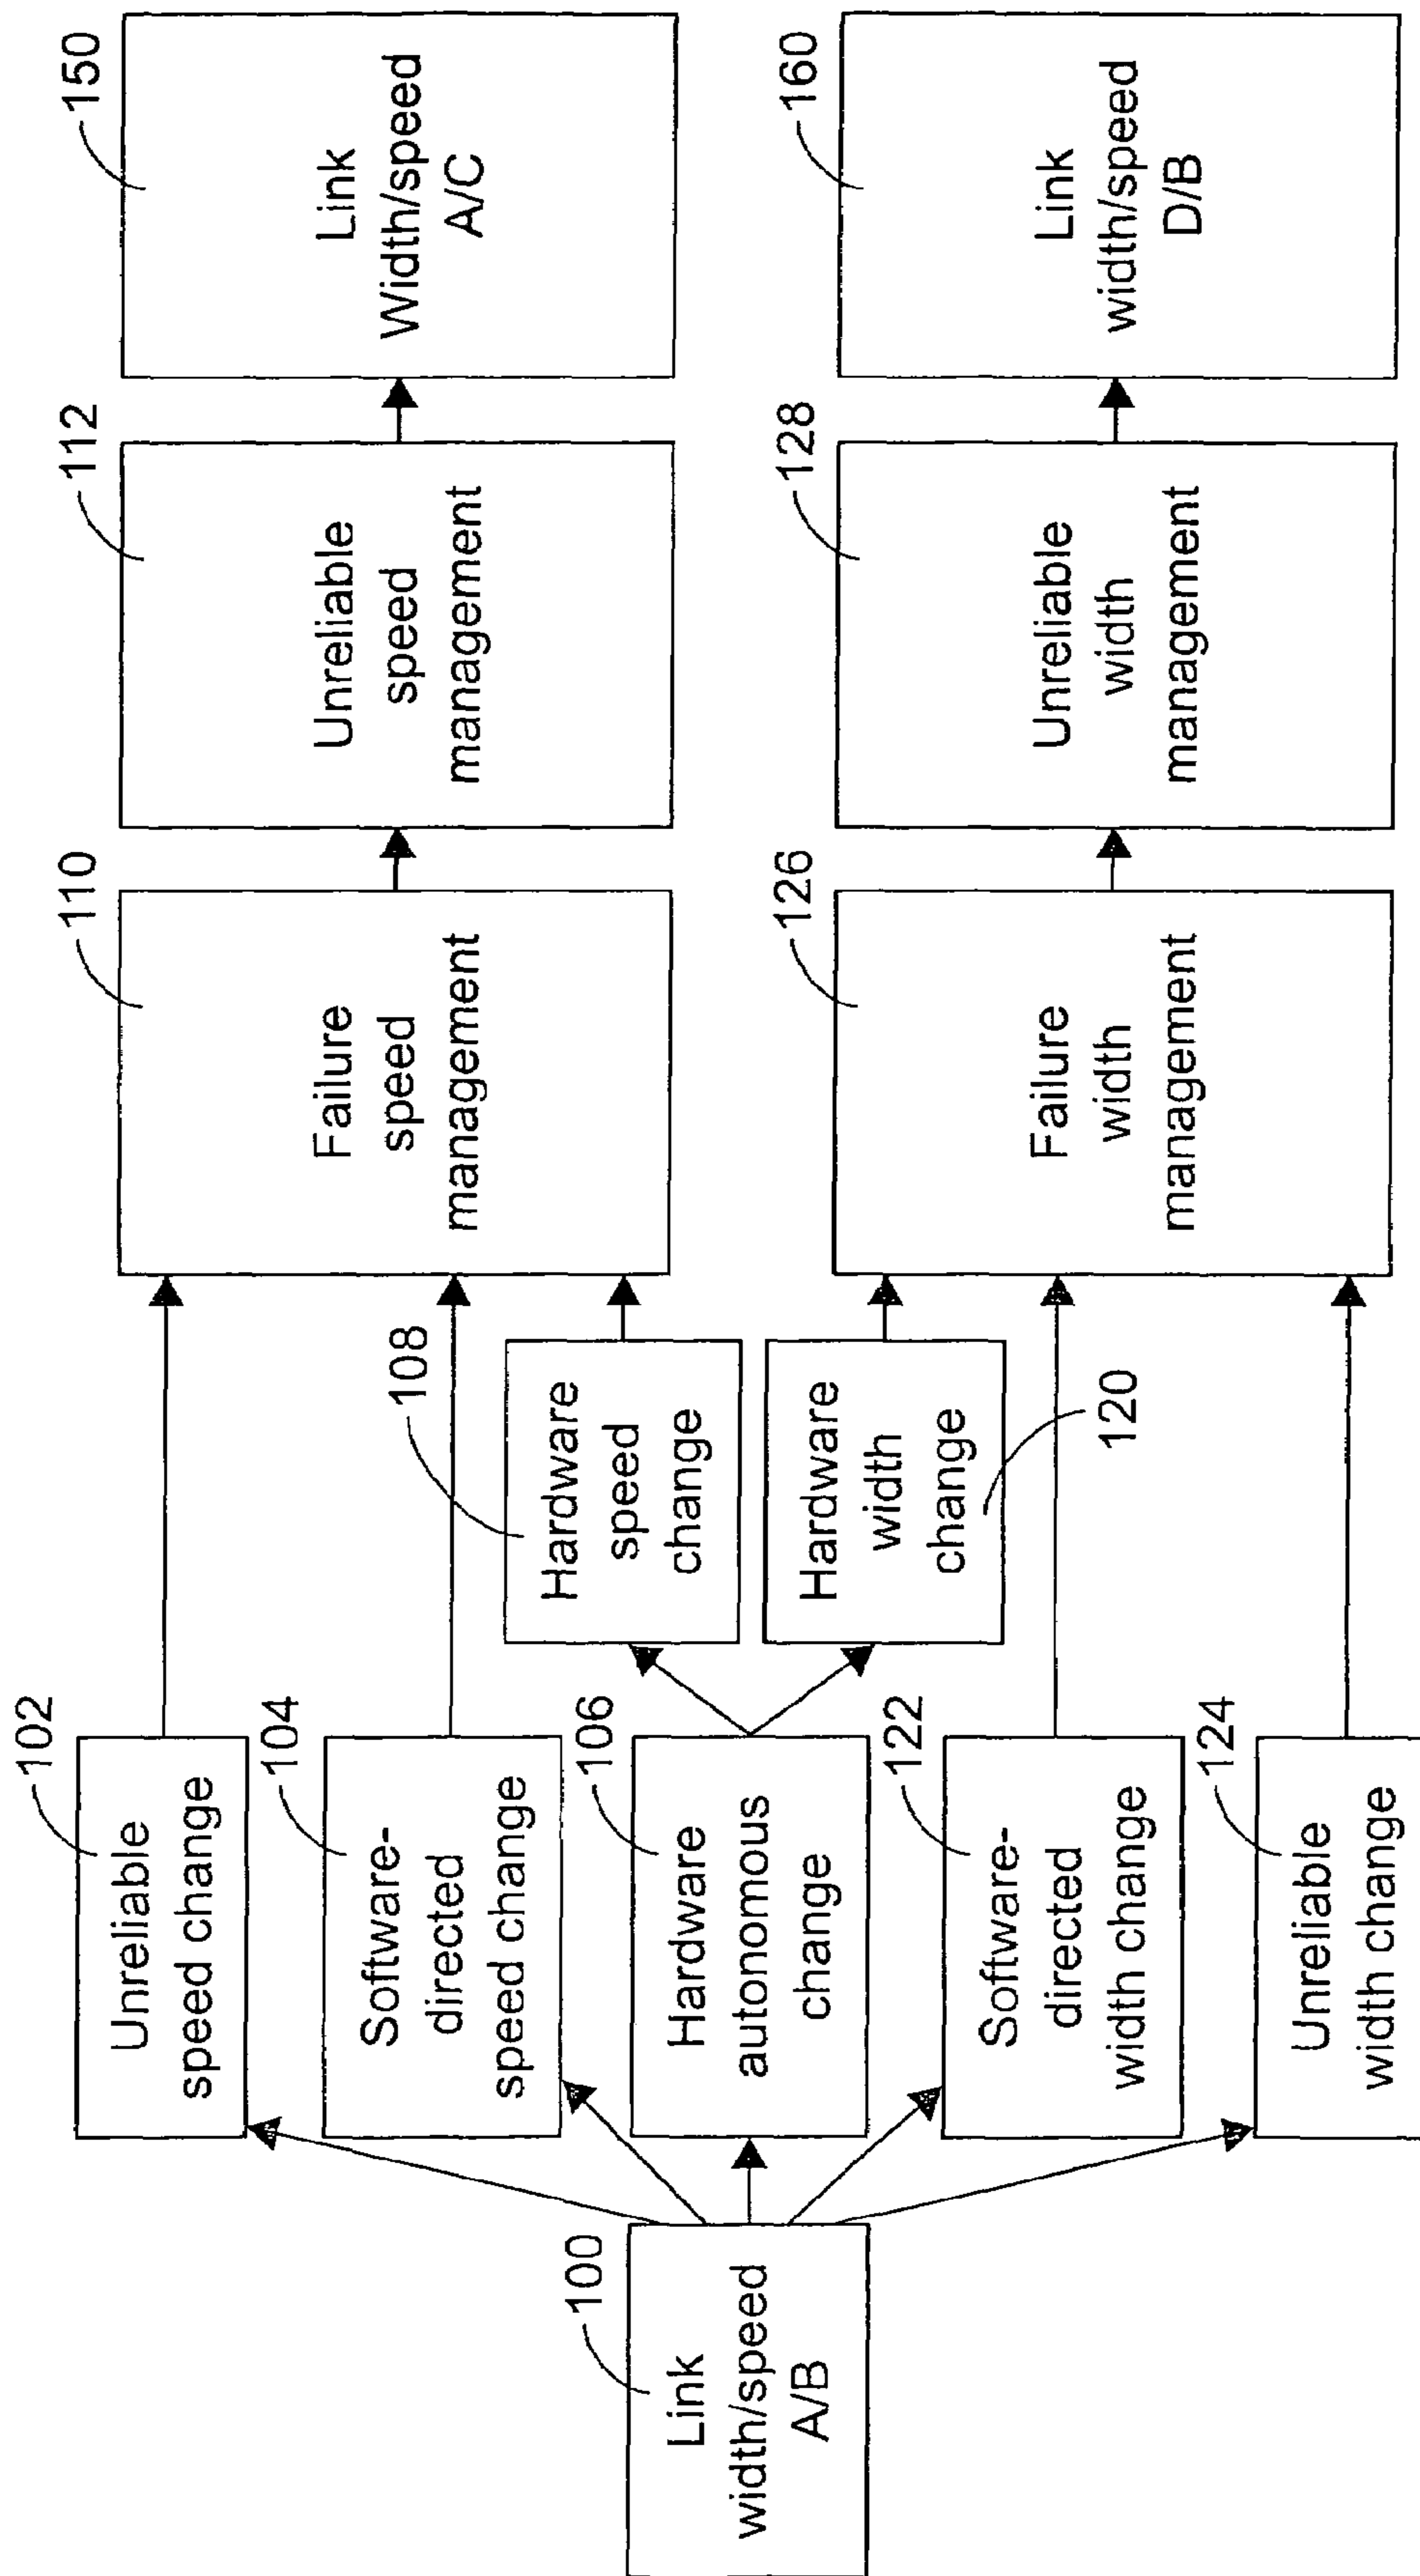 100
Link
width/speed
A/B
102
Unreliable
speed change
104
Software-
directed
speed change
106
Hardware
autonomous
change
122
Software-
directed
width change
124
Unreliable
width change
108
Hardware
speed
change
Hardware
width
change
120
110
Failure
speed
management
126
Failure
width
management
112
Unreliable
speed
management
128
Unreliable
width
management
150
Link
Width/speed
A/C
160
Link
width/speed
D/B